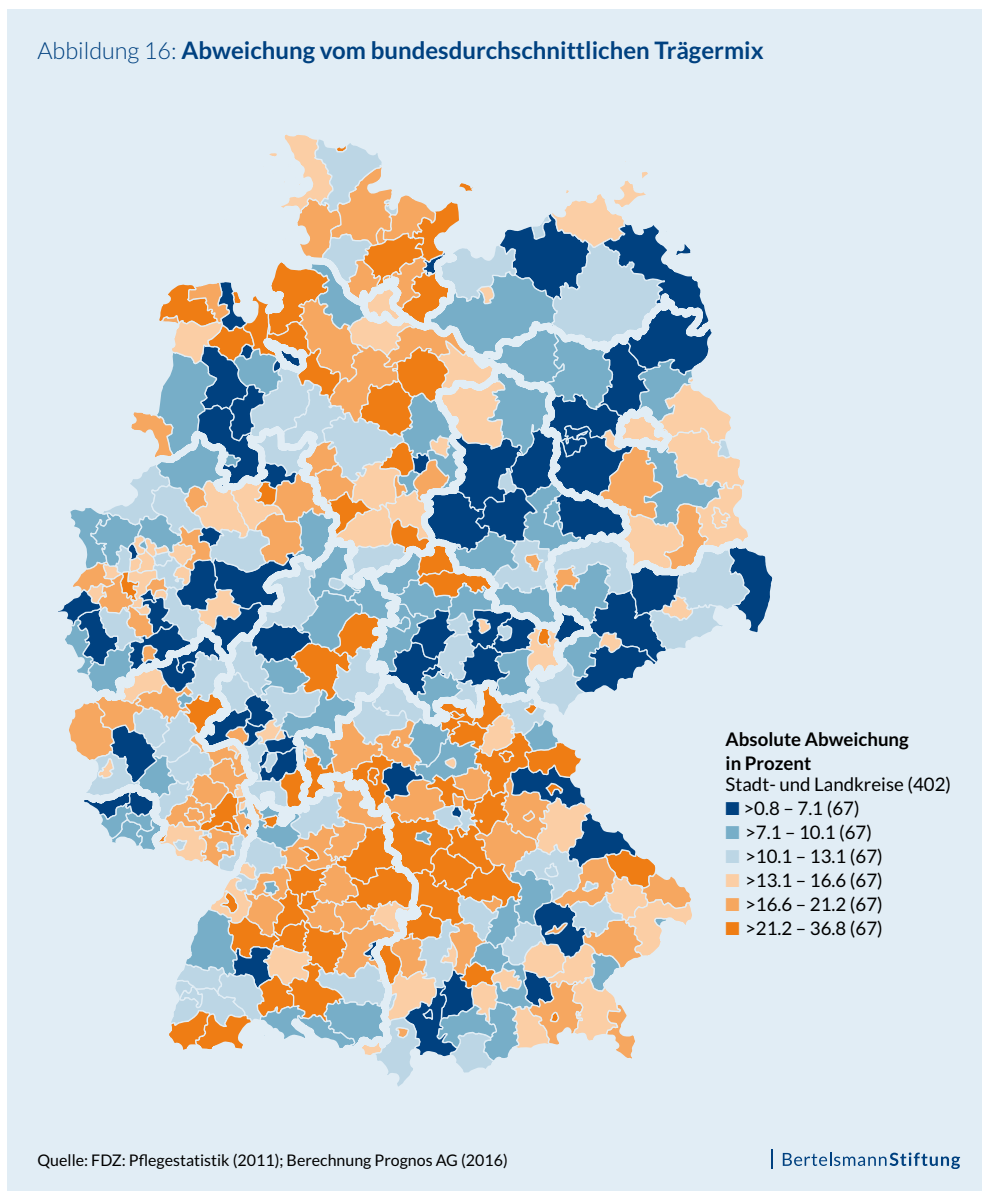 Abbildung 16: Abweichung vom bundesdurchschnittlichen Trägermix
Absolute Abweichung
in Prozent
Stadt- und Landkreise (402)
>0.8 – 7.1 (67)
>7.1 – 10.1 (67)
>10.1 – 13.1 (67)
>13.1 – 16.6 (67)
>16.6 – 21.2 (67)
>21.2 – 36.8 (67)
Quelle: FDZ: Pflegestatistik (2011); Berechnung Prognos AG (2016)
BertelsmannStiftung